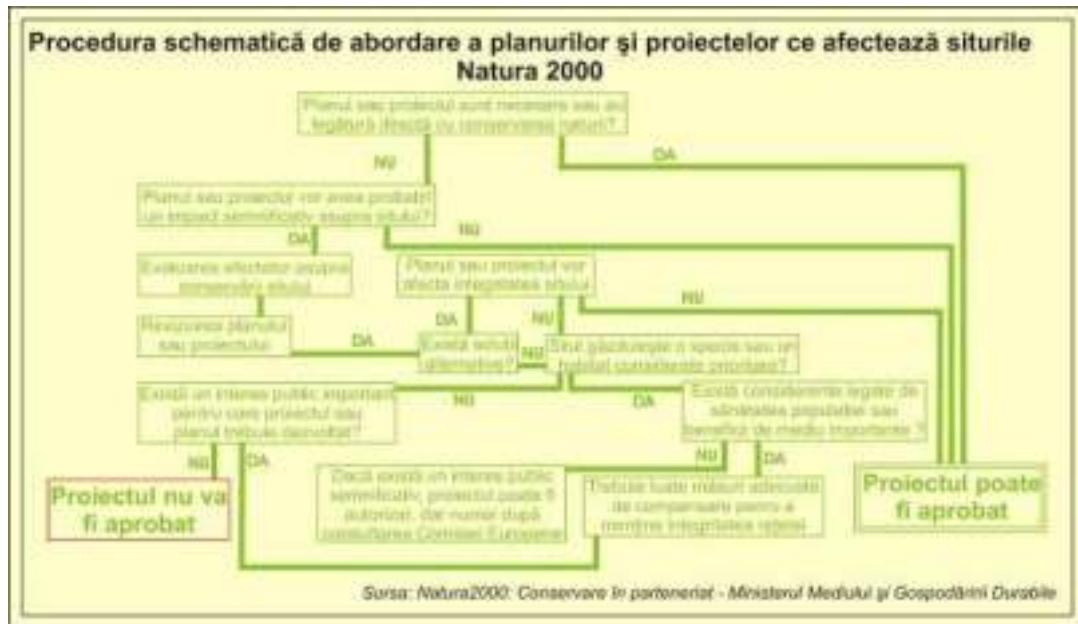 Procedura schematică de abordare a planurilor și proiectelor ce afectează siturile
Natura 2000
Planul sau proiectul sunt necesare sau au
legătură directă cu conservarea naturii?
NU
DA
Planul sau proiectul vor avea probabil
un impact semnificativ asupra sitului?
DA
NU
Evaluarea efectelor asupra
conservării sitului
Planul sau proiectul vor
afecta integritatea sitului
NU
Revizuirea planului
sau proiectului
DA
DA
NU
Există soluții
alternative?
NU
Situl găzduiește o specie sau un
habitat considerate prioritare?
Există un interes public important
pentru care proiectul sau
planul trebuie dezvoltat?
NU
DA
Există considerente legate de
sănătatea populației sau
beneficii de mediu importante ?
NU
DA
NU
DA
Proiectul nu va
fi aprobat
Dacă există un interes public
semnificativ, proiectul poate fi
autorizat, dar numai după
consultarea Comisiei Europene
Trebuie luate măsuri adecvate
de compensare pentru a
menține integritatea rețelei
Proiectul poate
fi aprobat
Sursa: Natura2000: Conservare în parteneriat - Ministerul Mediului și Gospodăririi Durabile